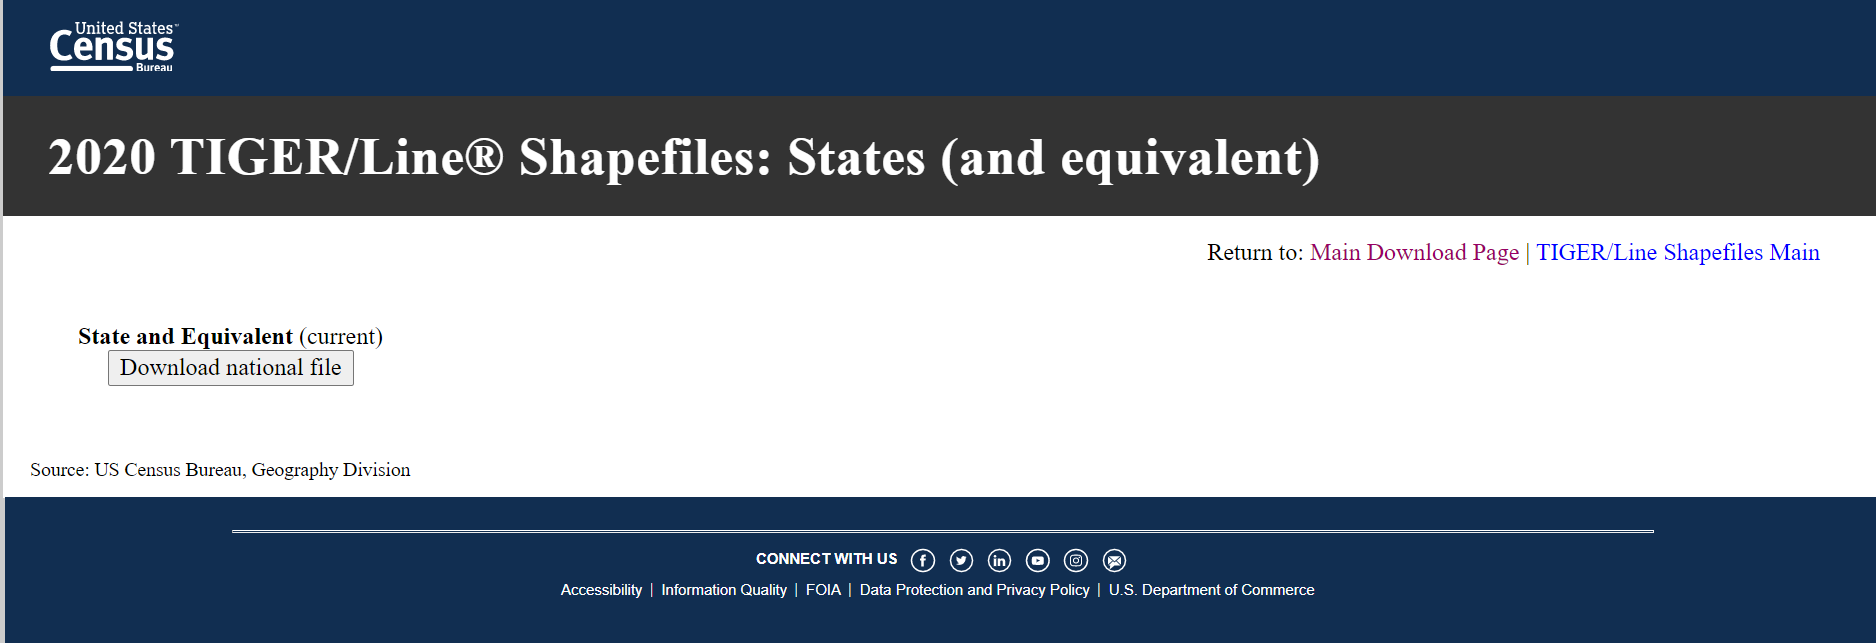 United States™
Census
Bureau
2020 TIGER/Line® Shapefiles: States (and equivalent)
Return to: Main Download Page | TIGER/Line Shapefiles Main
State and Equivalent (current)
Download national file
Source: US Census Bureau, Geography Division
CONNECT WITH US
Accessibility | Information Quality | FOIA | Data Protection and Privacy Policy | U.S. Department of Commerce